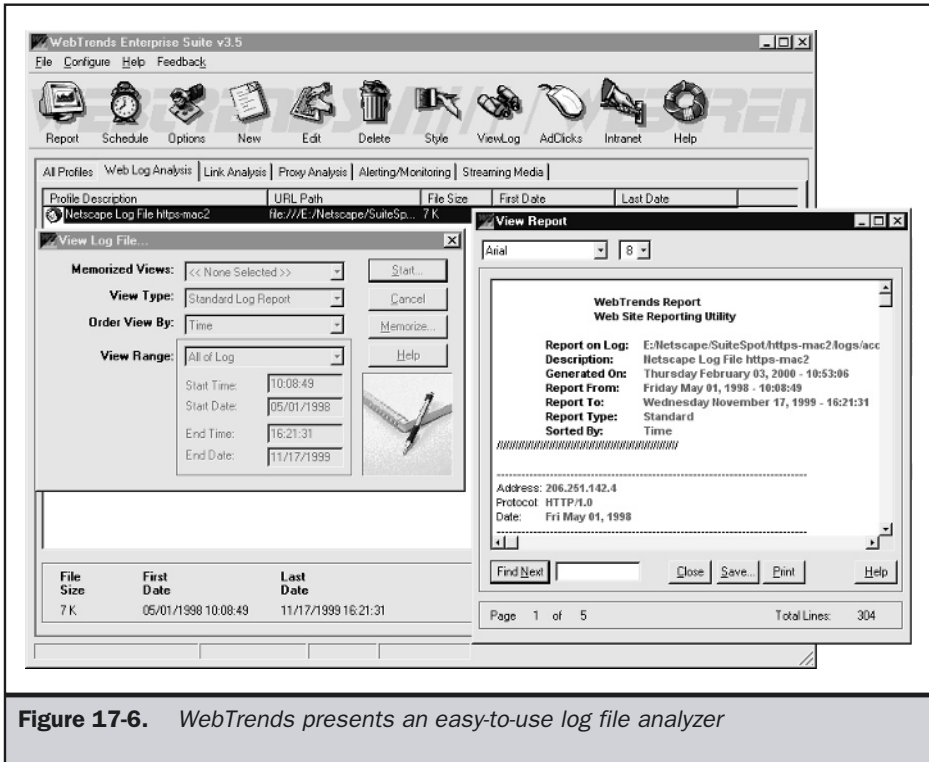 WebTrends Enterprise Suite v3.5
File Configure Help Feedback
Report Schedule Options New Edit Delete Style ViewLog AdClicks Intranet Help
All Profiles Web Log Analysis Link Analysis Proxy Analysis Alerting/Monitoring Streaming Media
Profile Description URL Path File Size First Date Last Date
Netscape Log File https-mac2 file:///E:/Netscape/SuiteSp... 7 K
View Log File...
Memorized Views: << None Selected >> Start...
View Type: Standard Log Report Cancel
Order View By: Time Memorize...
View Range: All of Log Help
Start Time: 10:08:49
Start Date: 05/01/1998
End Time: 16:21:31
End Date: 11/17/1999
File Size First Date Last Date
7 K 05/01/1998 10:08:49 11/17/1999 16:21:31
View Report
Arial 8
WebTrends Report
Web Site Reporting Utility
Report on Log: E:/Netscape/SuiteSpot/https-mac2/logs/acc
Description: Netscape Log File https-mac2
Generated On: Thursday February 03, 2000 - 10:53:06
Report From: Friday May 01, 1998 - 10:08:49
Report To: Wednesday November 17, 1999 - 16:21:31
Report Type: Standard
Sorted By: Time
Address: 206.251.142.4
Protocol: HTTP/1.0
Date: Fri May 01, 1998
Find Next Close Save... Print Help
Page 1 of 5 Total Lines: 304
Figure 17-6. WebTrends presents an easy-to-use log file analyzer